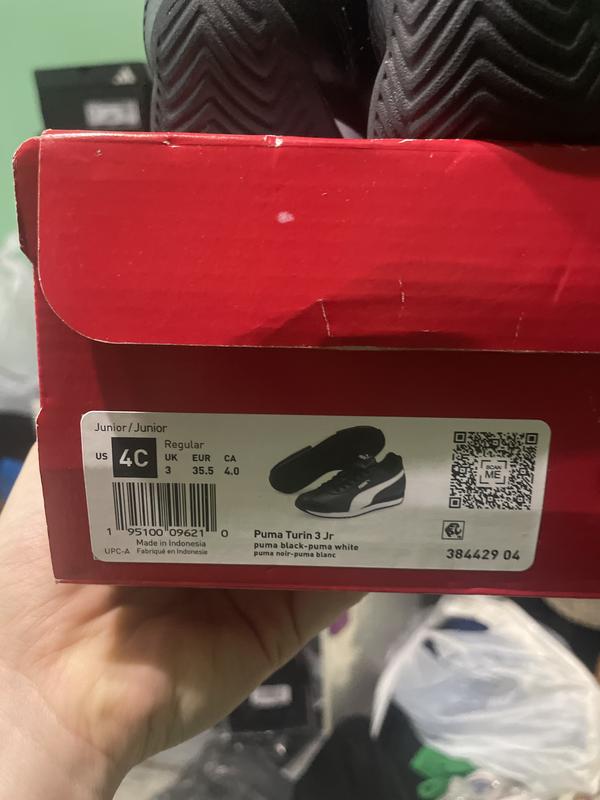 Junior/Junior
US 4C Regular
UK EUR CA
3 35.5 4.0
SCAN
ME
1 95100 09621 0
Made in Indonesia
UPC-A Fabriqué en Indonesie
Puma Turin 3 Jr
puma black-puma white
puma noir-puma blanc
384429 04